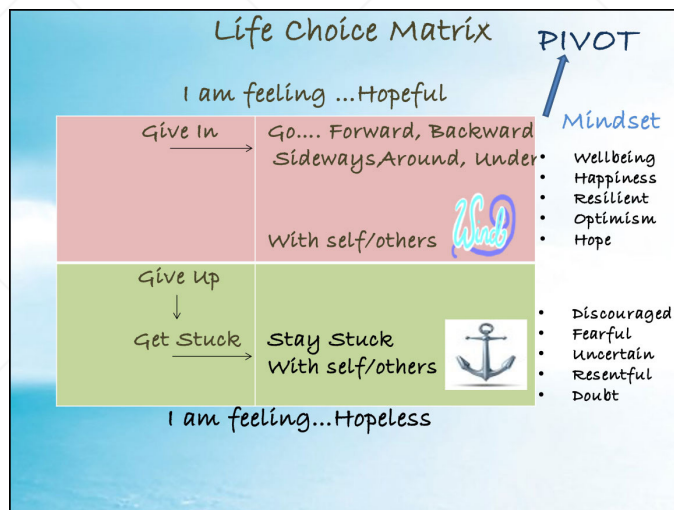 Life Choice Matrix
PIVOT
I am feeling ...Hopeful
Give In
Go.... Forward, Backward
Sideways,Around, Under
With self/others
Wind
Mindset
• Wellbeing
• Happiness
• Resilient
• Optimism
• Hope
Give Up
Get Stuck
Stay Stuck
With self/others
• Discouraged
• Fearful
• Uncertain
• Resentful
• Doubt
I am feeling...Hopeless